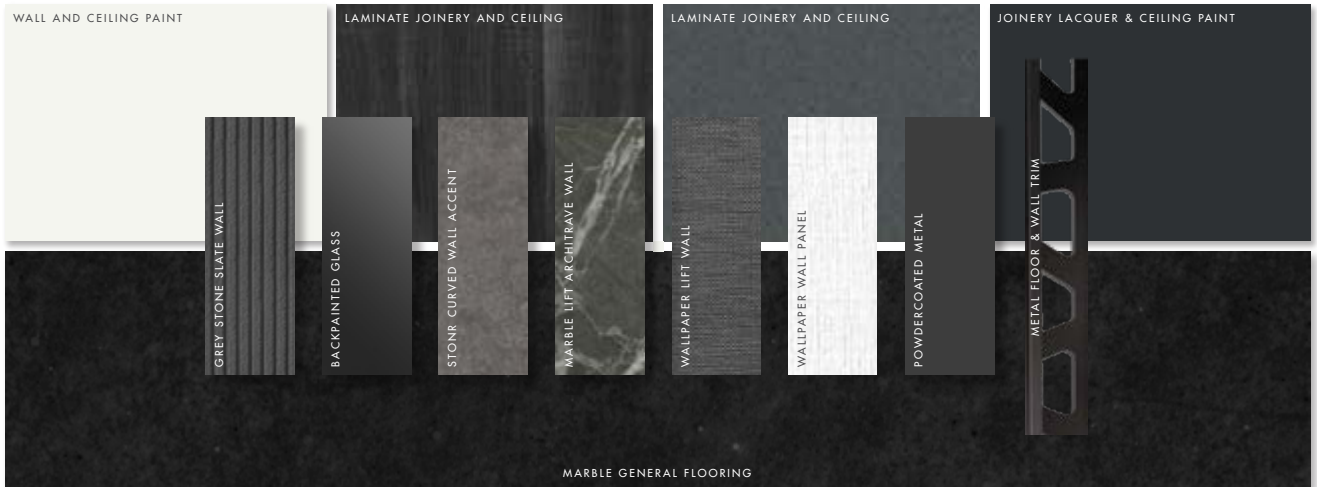 WALL AND CEILING PAINT
LAMINATE JOINERY AND CEILING
LAMINATE JOINERY AND CEILING
JOINERY LACQUER & CEILING PAINT
GREY STONE SLATE WALL
BACKPAINTED GLASS
STONR CURVED WALL ACCENT
MARBLE LIFT ARCHITRAVE WALL
WALLPAPER LIFT WALL
WALLPAPER WALL PANEL
POWDERCOATED METAL
METAL FLOOR & WALL TRIM
MARBLE GENERAL FLOORING